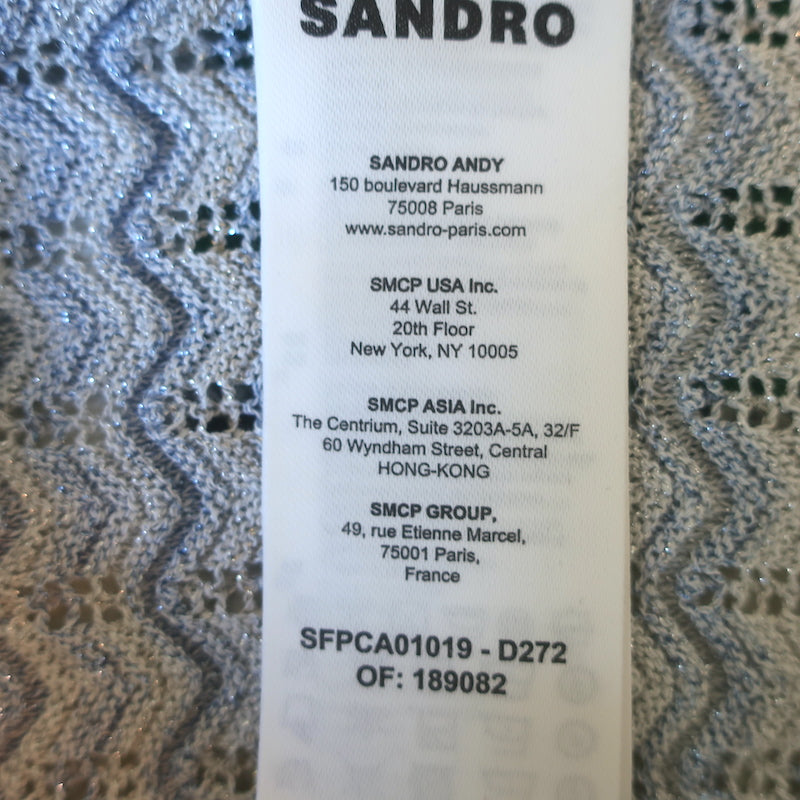 SANDRO
SANDRO ANDY
150 boulevard Haussmann
75008 Paris
www.sandro-paris.com
SMCP USA Inc.
44 Wall St.
20th Floor
New York, NY 10005
SMCP ASIA Inc.
The Centrium, Suite 3203A-5A, 32/F
60 Wyndham Street, Central
HONG-KONG
SMCP GROUP,
49, rue Etienne Marcel,
75001 Paris,
France
SFPCA01019 - D272
OF: 189082